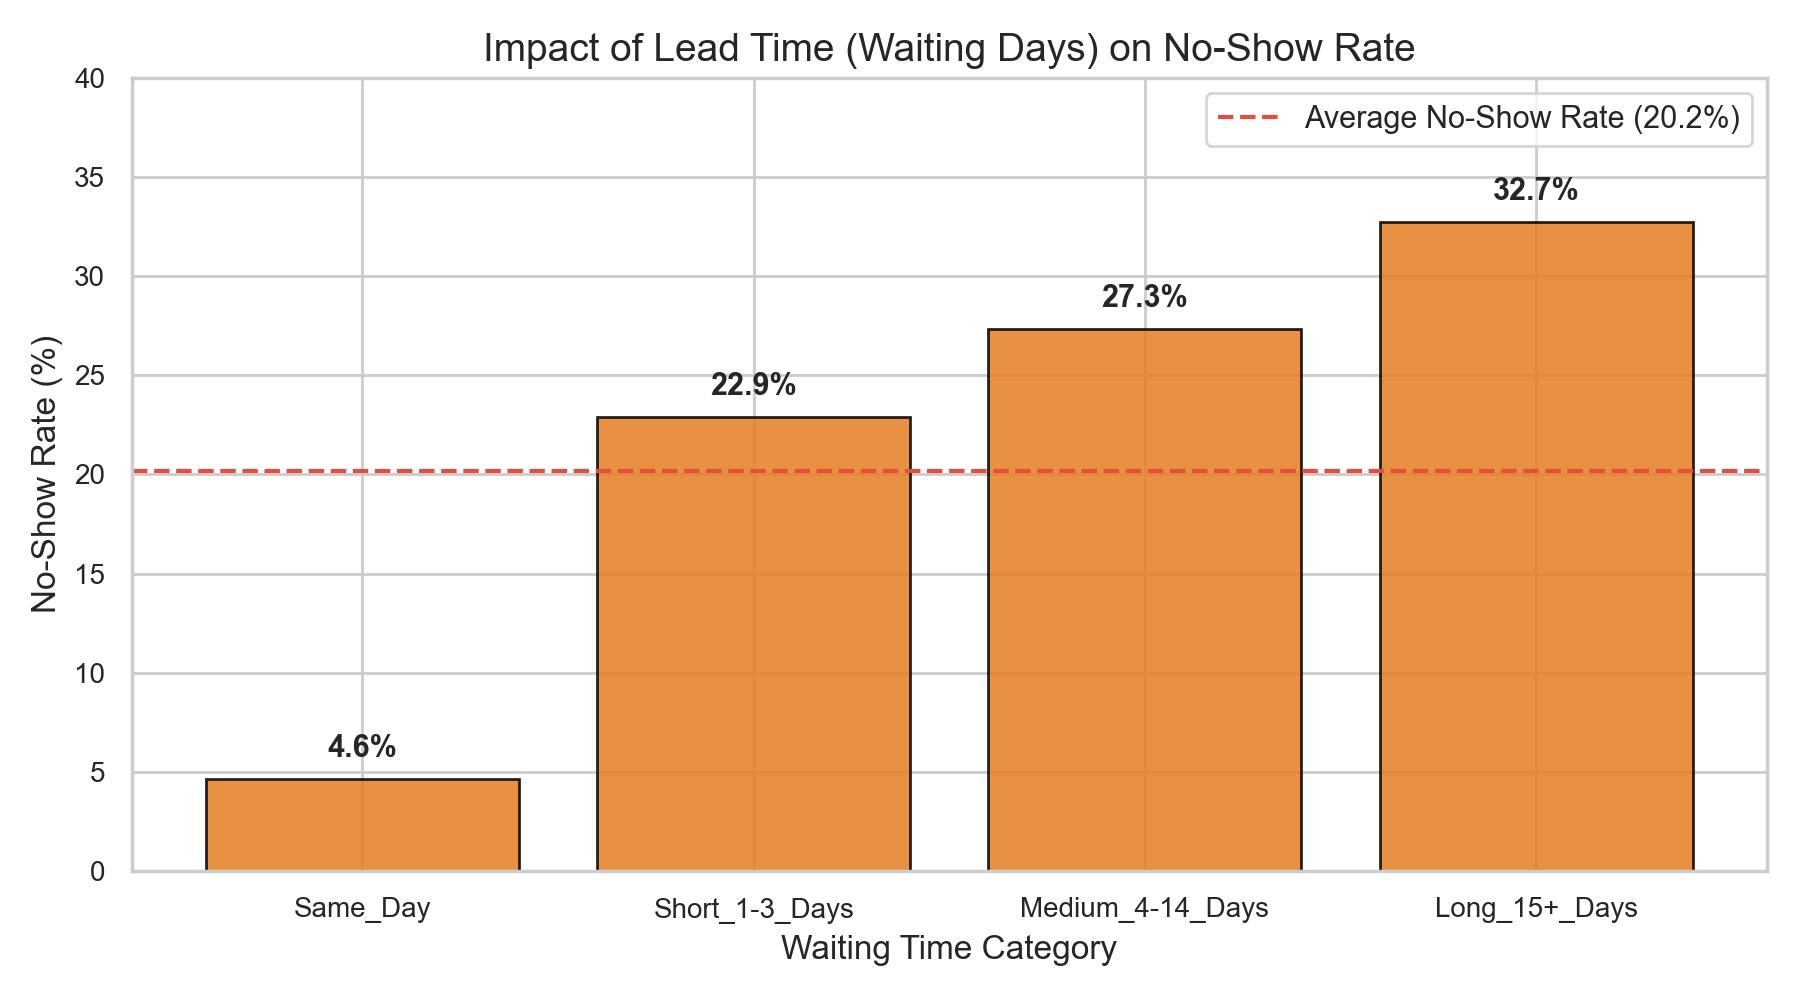 Impact of Lead Time (Waiting Days) on No-Show Rate
Average No-Show Rate (20.2%)
No-Show Rate (%)
40
35
30
25
20
15
10
5
0
4.6%
22.9%
27.3%
32.7%
Same_Day
Short_1-3_Days
Medium_4-14_Days
Long_15+_Days
Waiting Time Category